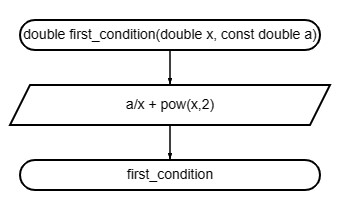 double first_condition(double x, const double a)
a/x + pow(x,2)
first_condition